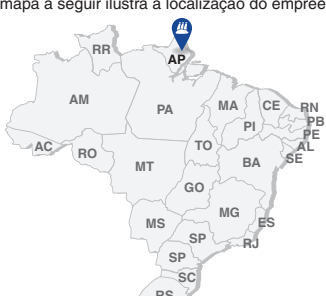 mapa a seguir ilustra a localização do empree
RR
AP
AM
PA
MA
CE
RN
PB
PE
AL
SE
PI
AC
RO
TO
MT
BA
GO
MS
MG
ES
SP
RJ
SP
SC
RS